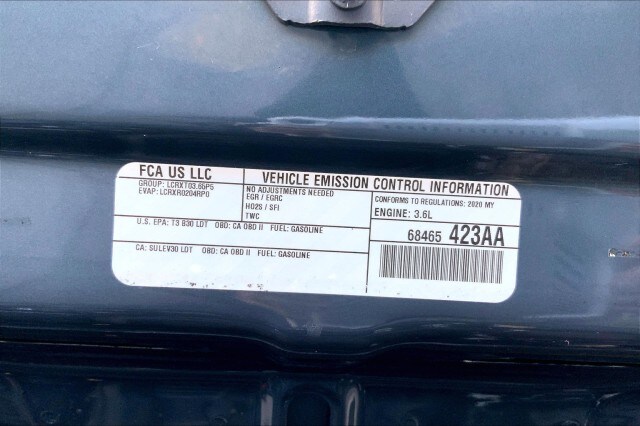 FCA US LLC
GROUP: LCRXT03.65P5
EVAP: LCRXR0204RP0
U.S. EPA: T3 B30 LDT OBD: CA OBD II FUEL: GASOLINE
CA: SULEV30 LDT OBD: CA OBD II FUEL: GASOLINE
VEHICLE EMISSION CONTROL INFORMATION
NO ADJUSTMENTS NEEDED
EGR / EGRC
HO2S / SFI
TWC
CONFORMS TO REGULATIONS: 2020 MY
ENGINE: 3.6L
68465 423AA